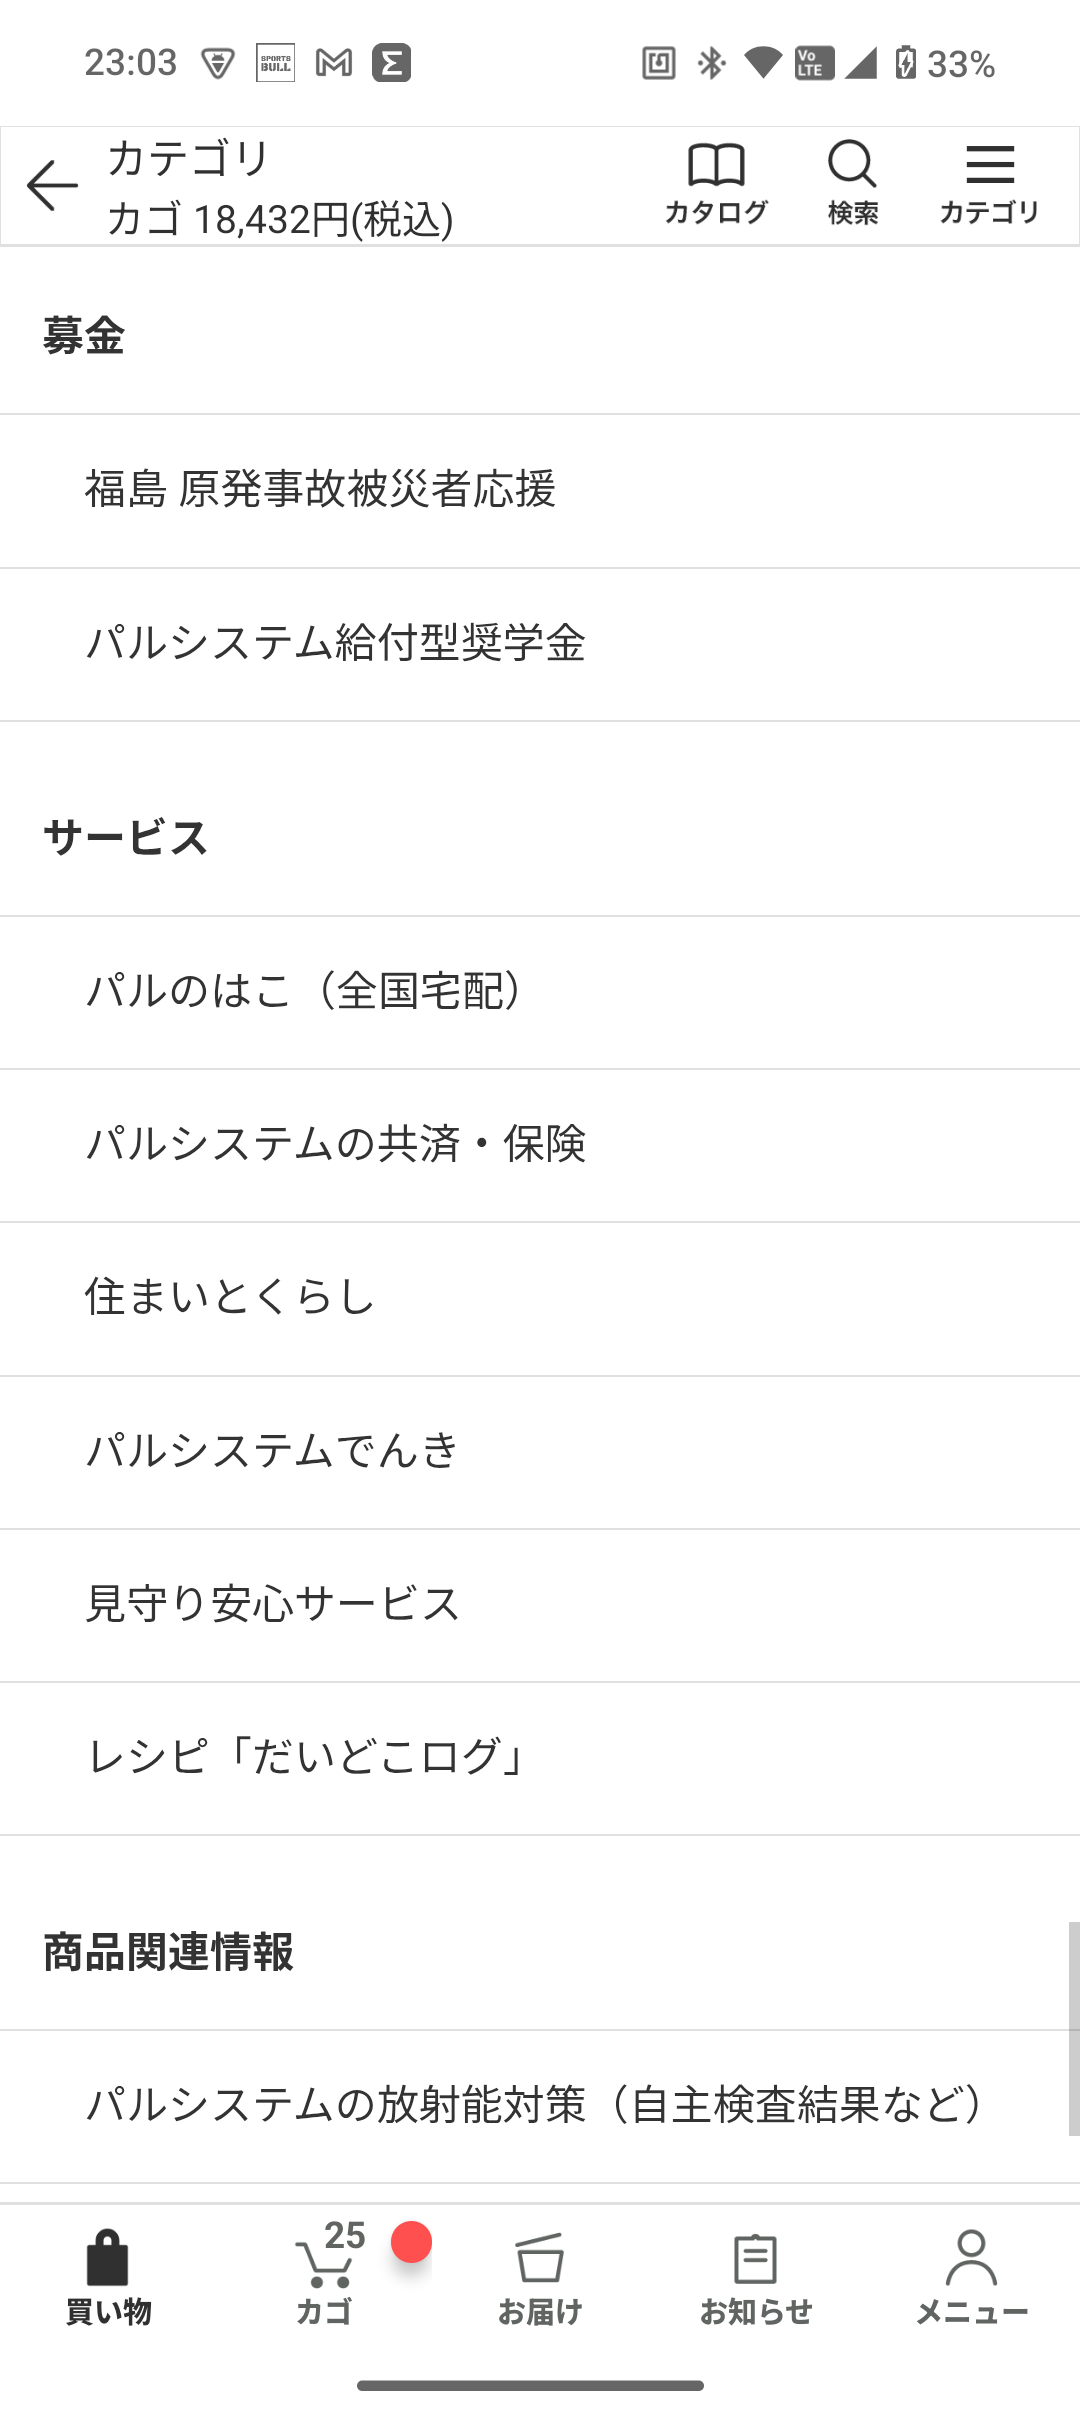 23:03 SPORTS BULL Vo LTE 33%
カテゴリ
カゴ 18,432円(税込)
カタログ 検索 カテゴリ
募金
福島 原発事故被災者応援
パルシステム給付型奨学金
サービス
パルのはこ（全国宅配）
パルシステムの共済・保険
住まいとくらし
パルシステムでんき
見守り安心サービス
レシピ「だいどこログ」
商品関連情報
パルシステムの放射能対策（自主検査結果など）
25
買い物 カゴ お届け お知らせ メニュー